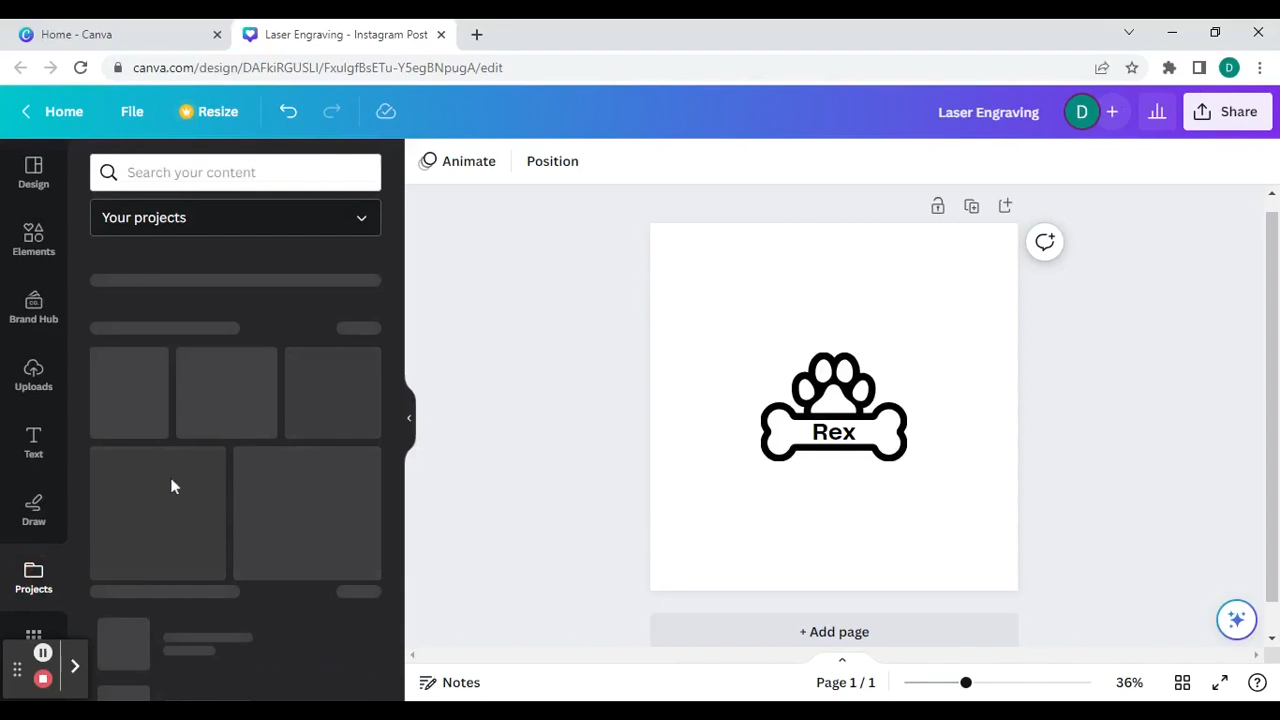 Home - Canva
Laser Engraving - Instagram Post
canva.com/design/DAFkiRGUSLI/FxulgfBsETu-Y5egBNpugA/edit
D
Home
File
Resize
Laser Engraving
D
Share
Design
Search your content
Animate
Position
Your projects
Elements
CO.
Brand Hub
Uploads
Rex
Text
Draw
Projects
+ Add page
Notes
Page 1 / 1
36%